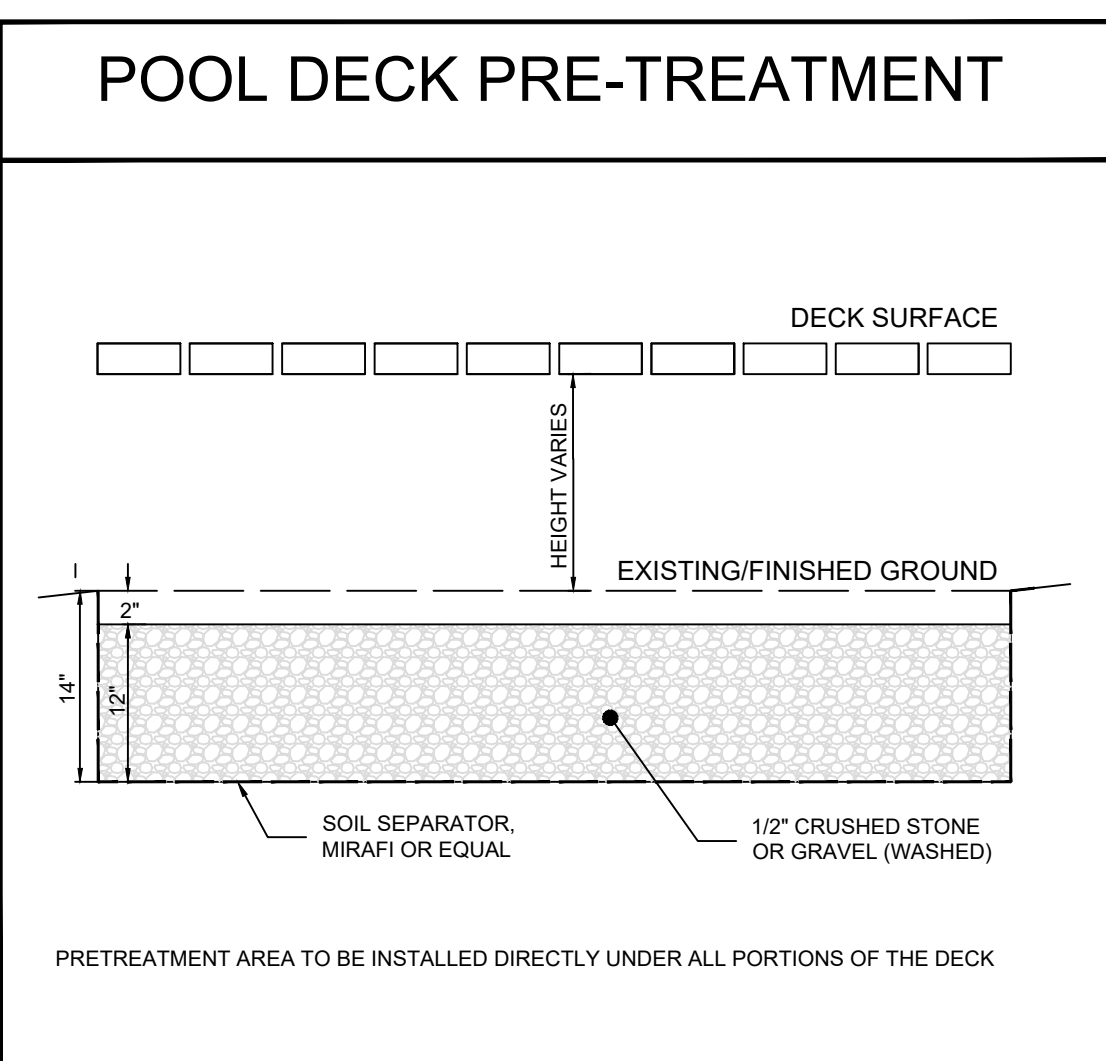 POOL DECK PRE-TREATMENT
DECK SURFACE
HEIGHT VARIES
EXISTING/FINISHED GROUND
2"
14"
12"
SOIL SEPARATOR,
MIRAFI OR EQUAL
1/2" CRUSHED STONE
OR GRAVEL (WASHED)
PRETREATMENT AREA TO BE INSTALLED DIRECTLY UNDER ALL PORTIONS OF THE DECK